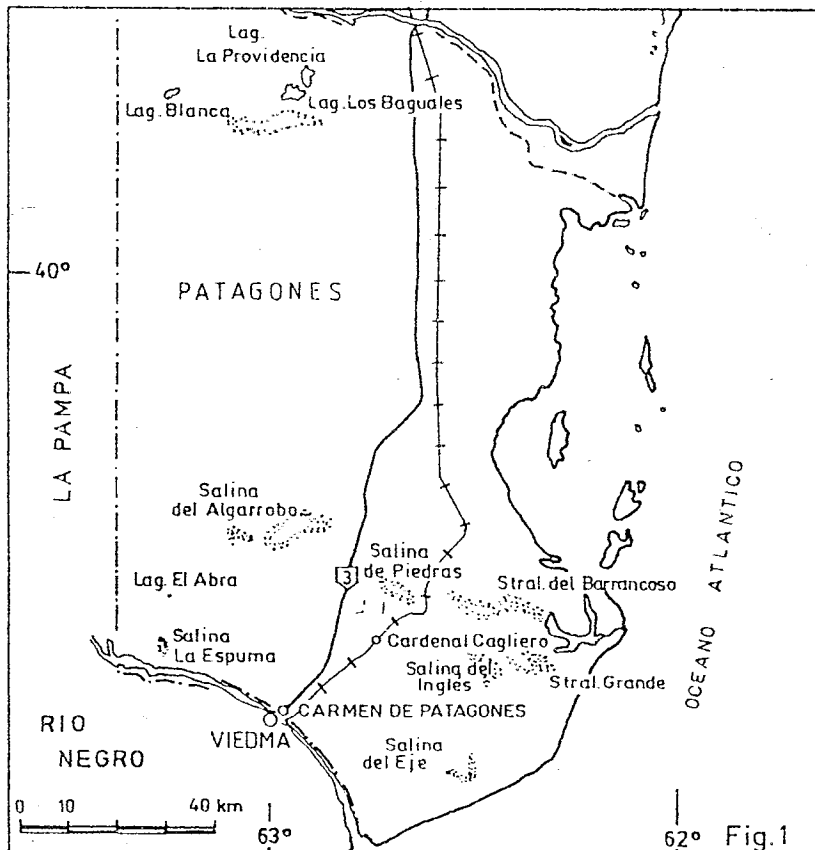 Lag.
La Providencia
Lag. Blanca
Lag. Los Baguales
40°
PATAGONES
LA PAMPA
Salina
del Algarrobo
OCEANO ATLANTICO
3
Salina
de Piedras
Stral. del Barrancoso
Lag. El Abra
Salina
La Espuma
Cardenal Cagliero
Salina del
Ingles
Stral. Grande
CARMEN DE PATAGONES
VIEDMA
RIO
NEGRO
Salina
del Eje
0 10 40 km
63°
62°
Fig.1